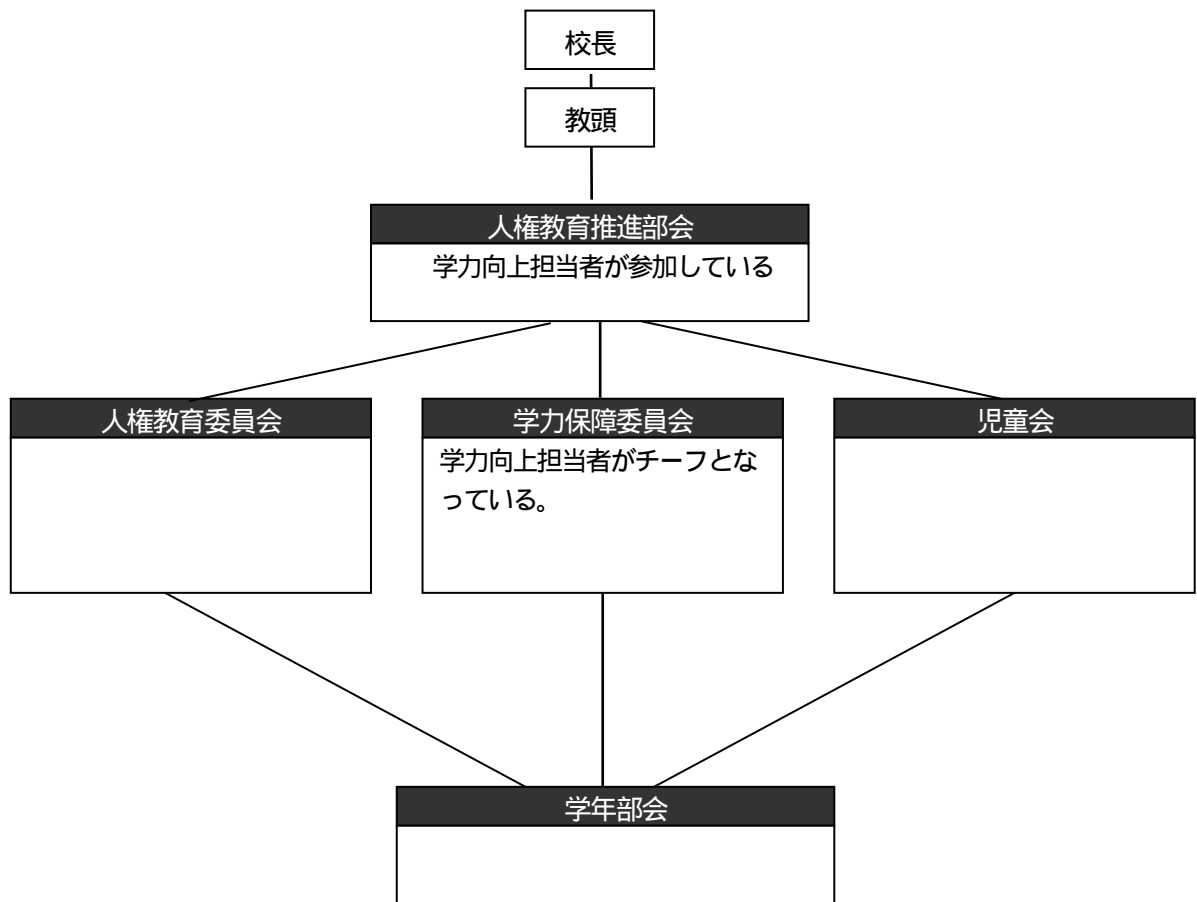 校長
教頭
人権教育推進部会
学力向上担当者が参加している
人権教育委員会
学力保障委員会
学力向上担当者がチーフとな
っている。
児童会
学年部会